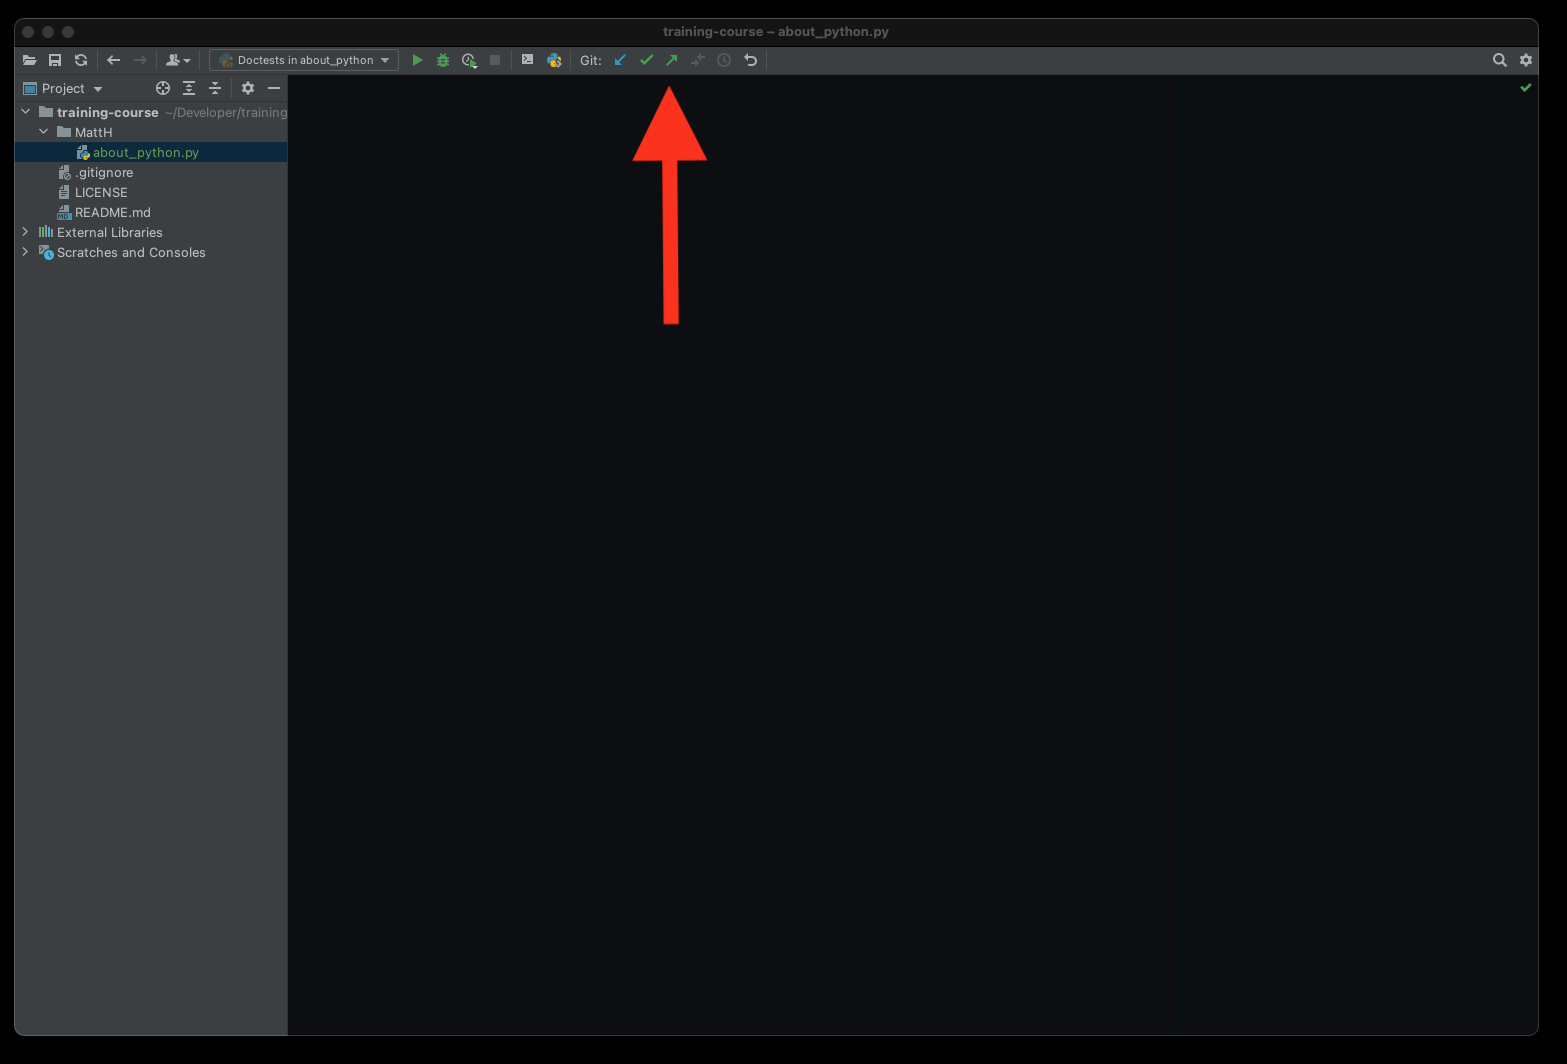 training-course – about_python.py
Doctests in about_python
Git:
Project
training-course ~/Developer/training
MattH
about_python.py
.gitignore
LICENSE
MD README.md
External Libraries
Scratches and Consoles